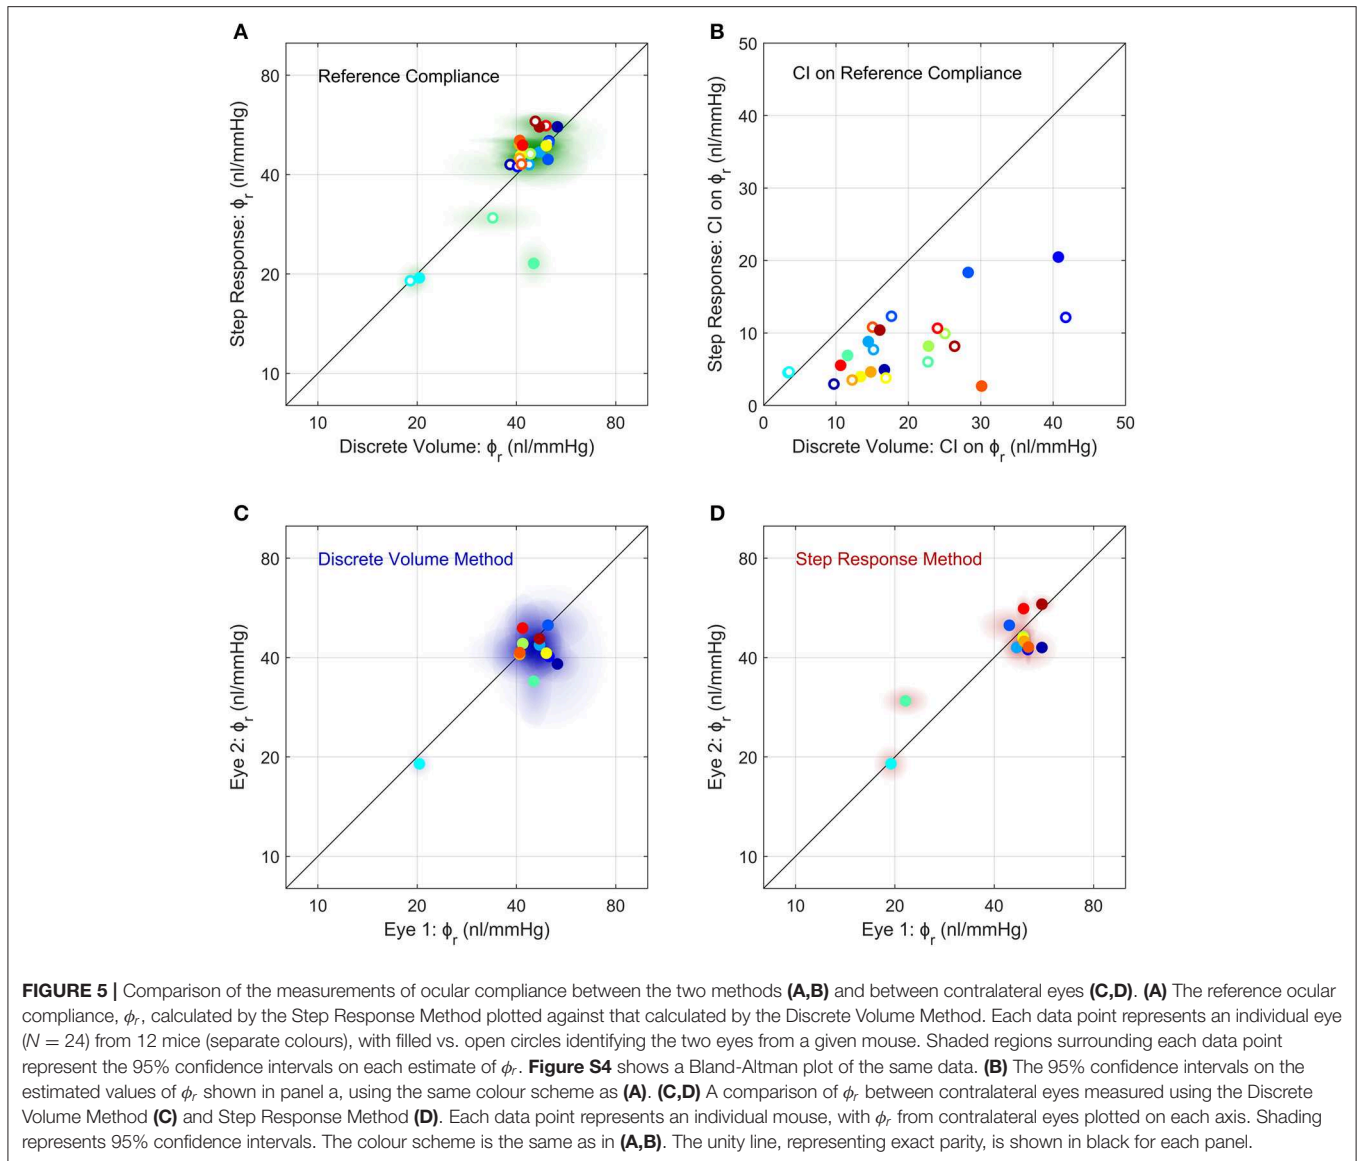 A
Reference Compliance
80
40
20
10
Step Response: ϕr (nl/mmHg)
10 20 40 80
Discrete Volume: ϕr (nl/mmHg)
B
CI on Reference Compliance
50
40
30
20
10
0
Step Response: CI on ϕr (nl/mmHg)
0 10 20 30 40 50
Discrete Volume: CI on ϕr (nl/mmHg)
C
Discrete Volume Method
80
40
20
10
Eye 2: ϕr (nl/mmHg)
10 20 40 80
Eye 1: ϕr (nl/mmHg)
D
Step Response Method
80
40
20
10
Eye 2: ϕr (nl/mmHg)
10 20 40 80
Eye 1: ϕr (nl/mmHg)
FIGURE 5 | Comparison of the measurements of ocular compliance between the two methods (A,B) and between contralateral eyes (C,D). (A) The reference ocular
compliance, ϕr, calculated by the Step Response Method plotted against that calculated by the Discrete Volume Method. Each data point represents an individual eye
(N = 24) from 12 mice (separate colours), with filled vs. open circles identifying the two eyes from a given mouse. Shaded regions surrounding each data point
represent the 95% confidence intervals on each estimate of ϕr. Figure S4 shows a Bland-Altman plot of the same data. (B) The 95% confidence intervals on the
estimated values of ϕr shown in panel a, using the same colour scheme as (A). (C,D) A comparison of ϕr between contralateral eyes measured using the Discrete
Volume Method (C) and Step Response Method (D). Each data point represents an individual mouse, with ϕr from contralateral eyes plotted on each axis. Shading
represents 95% confidence intervals. The colour scheme is the same as in (A,B). The unity line, representing exact parity, is shown in black for each panel.